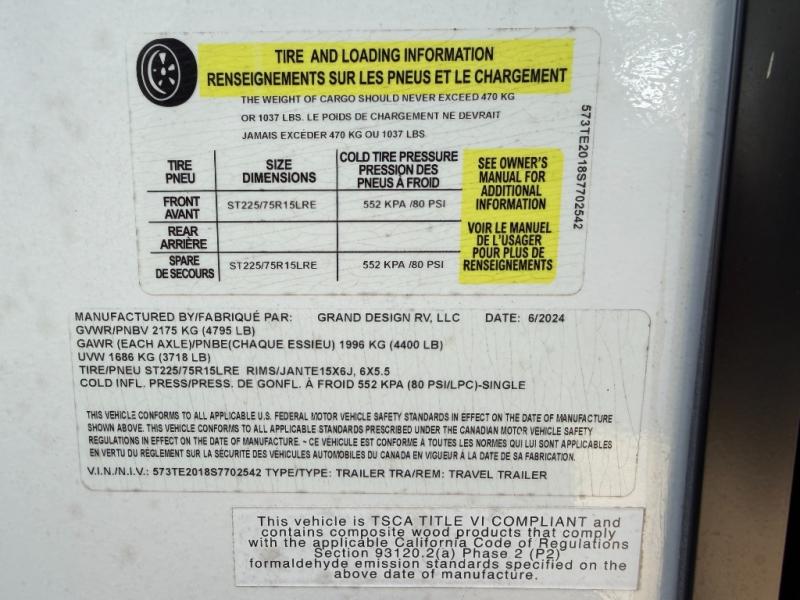 TIRE AND LOADING INFORMATION
RENSEIGNEMENTS SUR LES PNEUS ET LE CHARGEMENT
THE WEIGHT OF CARGO SHOULD NEVER EXCEED 470 KG
OR 1037 LBS. LE POIDS DE CHARGEMENT NE DEVRAIT
JAMAIS EXCÉDER 470 KG OU 1037 LBS
TIRE
PNEU
SIZE
DIMENSIONS
COLD TIRE PRESSURE
PRESSION DES
PNEUS À FROID
FRONT
AVANT
ST225/75R15LRE
552 KPA /80 PSI
REAR
ARRIÈRE
SPARE
DE SECOURS
ST225/75R15LRE
552 KPA /80 PSI
SEE OWNER'S
MANUAL FOR
ADDITIONAL
INFORMATION
VOIR LE MANUEL
DE L'USAGER
POUR PLUS DE
RENSEIGNEMENTS
573TE2018S7702542
MANUFACTURED BY/FABRIQUÉ PAR: GRAND DESIGN RV, LLC DATE: 6/2024
GVWR/PNBV 2175 KG (4795 LB)
GAWR (EACH AXLE)/PNBE(CHAQUE ESSIEU) 1996 KG (4400 LB)
UVW 1686 KG (3718 LB)
TIRE/PNEU ST225/75R15LRE RIMS/JANTE15X6J, 6X5.5
COLD INFL. PRESS/PRESS. DE GONFL. À FROID 552 KPA (80 PSI/LPC)-SINGLE
THIS VEHICLE CONFORMS TO ALL APPLICABLE U.S. FEDERAL MOTOR VEHICLE SAFETY STANDARDS IN EFFECT ON THE DATE OF MANUFACTURE
SHOWN ABOVE. THIS VEHICLE CONFORMS TO ALL APPLICABLE STANDARDS PRESCRIBED UNDER THE CANADIAN MOTOR VEHICLE SAFETY
REGULATIONS IN EFFECT ON THE DATE OF MANUFACTURE. ~ CE VÉHICULE EST CONFORME À TOUTES LES NORMES QUI LUI SONT APPLICABLES
EN VERTU DU RÈGLEMENT SUR LA SÉCURITÉ DES VÉHICULES AUTOMOBILES DU CANADA EN VIGUEUR À LA DATE DE SA FABRICATION.
V.I.N./N.I.V.: 573TE2018S7702542 TYPE/TYPE: TRAILER TRA/REM: TRAVEL TRAILER
This vehicle is TSCA TITLE VI COMPLIANT and
contains composite wood products that comply
with the applicable California Code of Regulations
Section 93120.2(a) Phase 2 (P2)
formaldehyde emission standards specified on the
above date of manufacture.